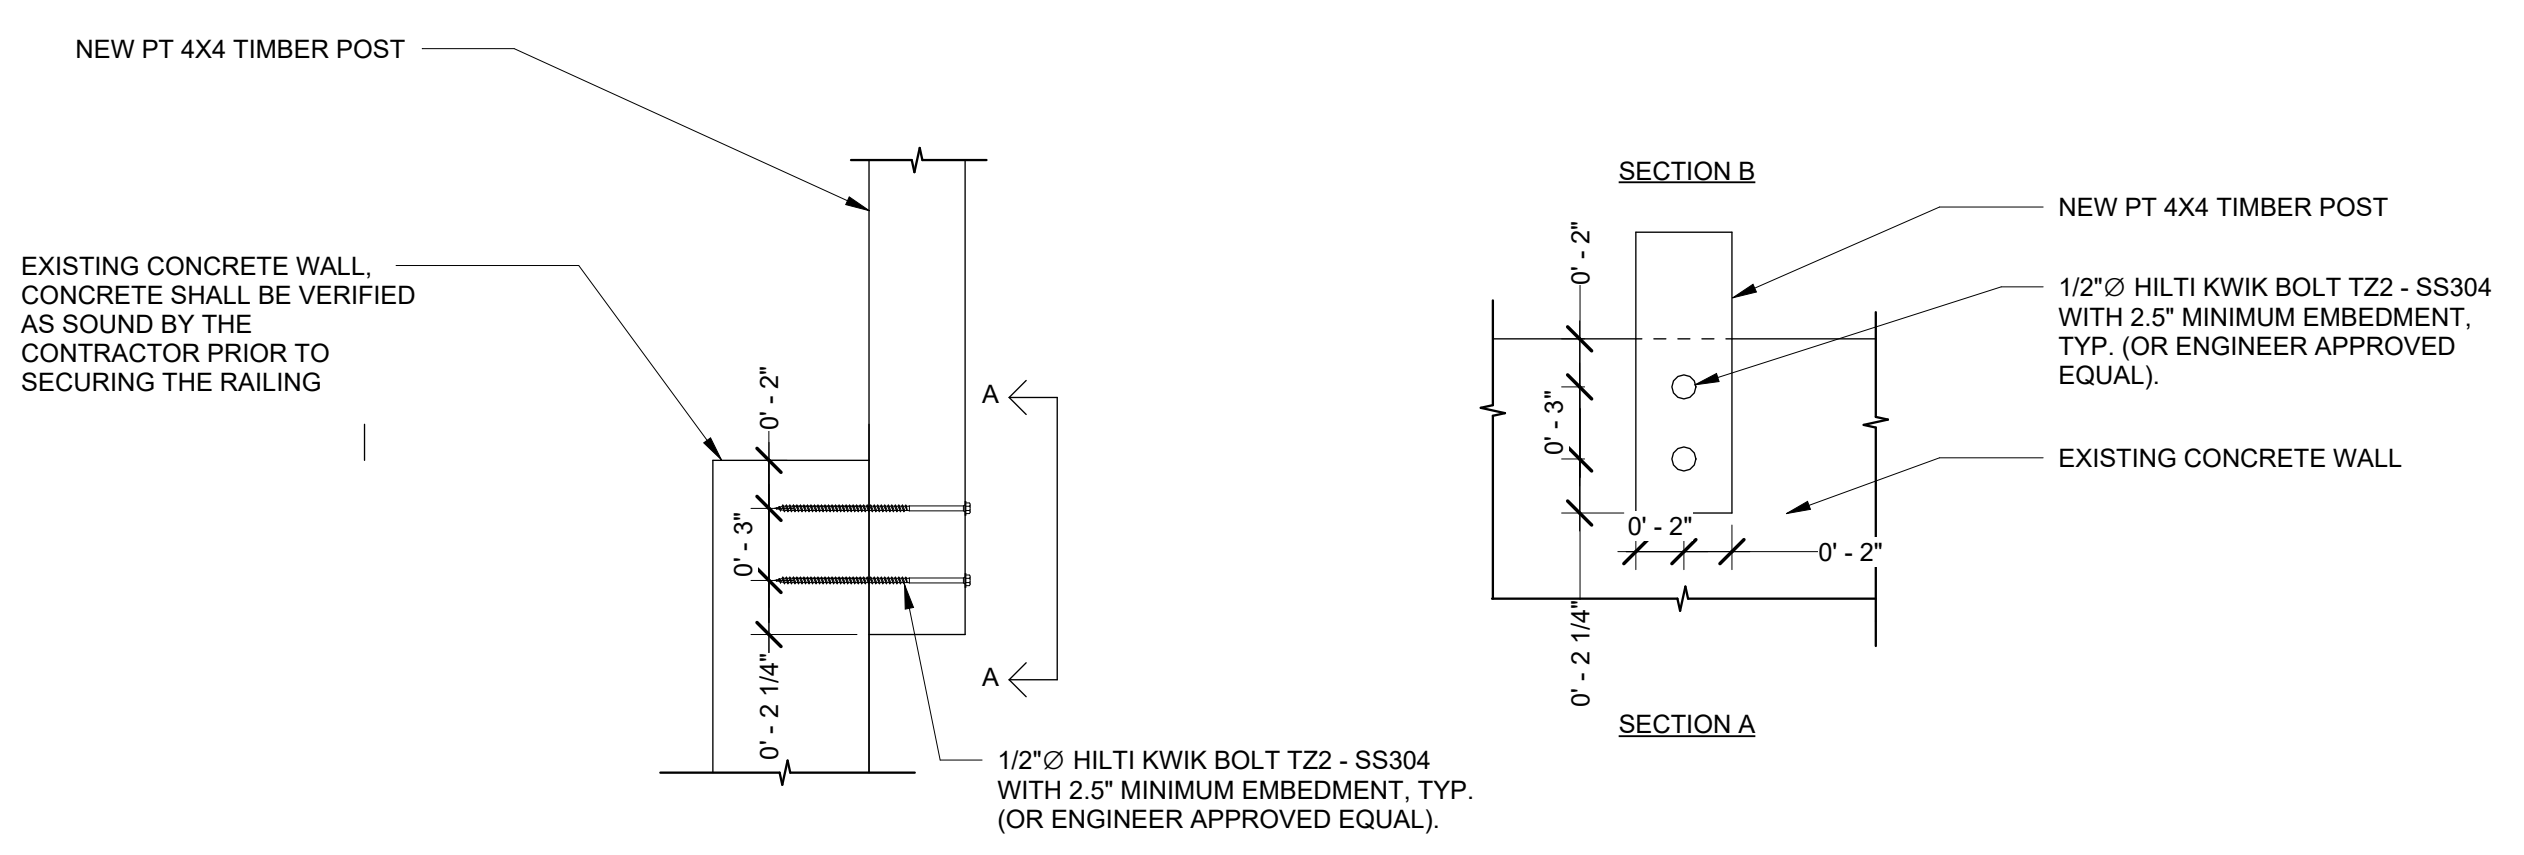 NEW PT 4X4 TIMBER POST
EXISTING CONCRETE WALL,
CONCRETE SHALL BE VERIFIED
AS SOUND BY THE
CONTRACTOR PRIOR TO
SECURING THE RAILING
0' - 2"
0' - 3"
0' - 2 1/4"
A
A
1/2"∅ HILTI KWIK BOLT TZ2 - SS304
WITH 2.5" MINIMUM EMBEDMENT, TYP.
(OR ENGINEER APPROVED EQUAL).
SECTION B
NEW PT 4X4 TIMBER POST
1/2"∅ HILTI KWIK BOLT TZ2 - SS304
WITH 2.5" MINIMUM EMBEDMENT,
TYP. (OR ENGINEER APPROVED
EQUAL).
EXISTING CONCRETE WALL
0' - 2"
0' - 3"
0' - 2 1/4"
0' - 2"
0' - 2"
SECTION A